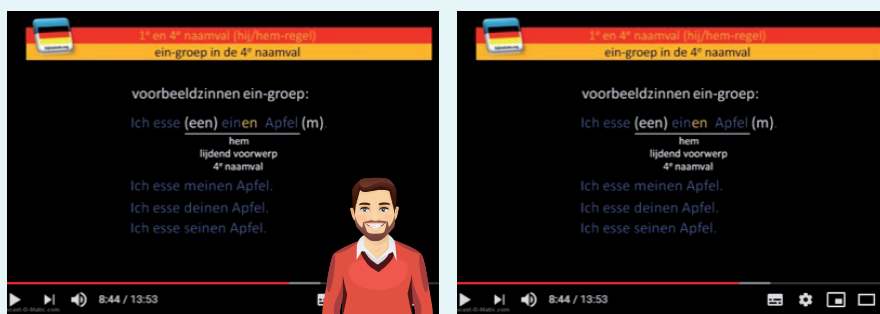 1e en 4e naamval (hij/hem-regel)
ein-groep in de 4e naamval
voorbeeldzinnen ein-groep:
Ich esse (een) einen Apfel (m).
hem
lijdend voorwerp
4e naamval
Ich esse meinen Apfel.
Ich esse deinen Apfel.
Ich esse seinen Apfel.
8:44 / 13:53
1e en 4e naamval (hij/hem-regel)
ein-groep in de 4e naamval
voorbeeldzinnen ein-groep:
Ich esse (een) einen Apfel (m).
hem
lijdend voorwerp
4e naamval
Ich esse meinen Apfel.
Ich esse deinen Apfel.
Ich esse seinen Apfel.
8:44 / 13:53